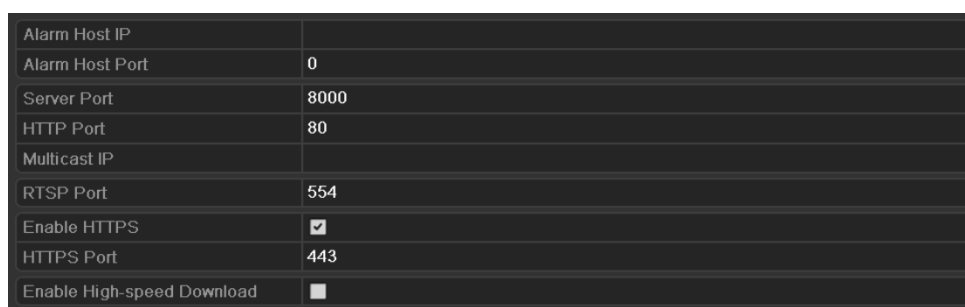 Alarm Host IP
Alarm Host Port 0
Server Port 8000
HTTP Port 80
Multicast IP
RTSP Port 554
Enable HTTPS
HTTPS Port 443
Enable High-speed Download